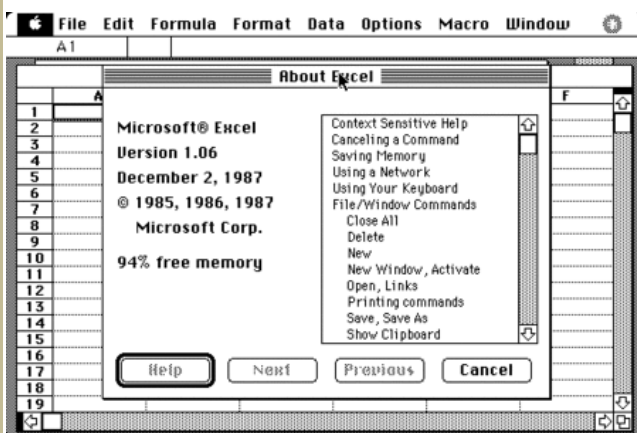 File Edit Formula Format Data Options Macro Window
A1
About Excel
A F
1
2
3
4
5
6
7
8
9
10
11
12
13
14
15
16
17
18
19
Microsoft® Excel
Version 1.06
December 2, 1987
© 1985, 1986, 1987
Microsoft Corp.
94% free memory
Context Sensitive Help
Canceling a Command
Saving Memory
Using a Network
Using Your Keyboard
File/Window Commands
Close All
Delete
New
New Window, Activate
Open, Links
Printing commands
Save, Save As
Show Clipboard
Help Next Previous Cancel